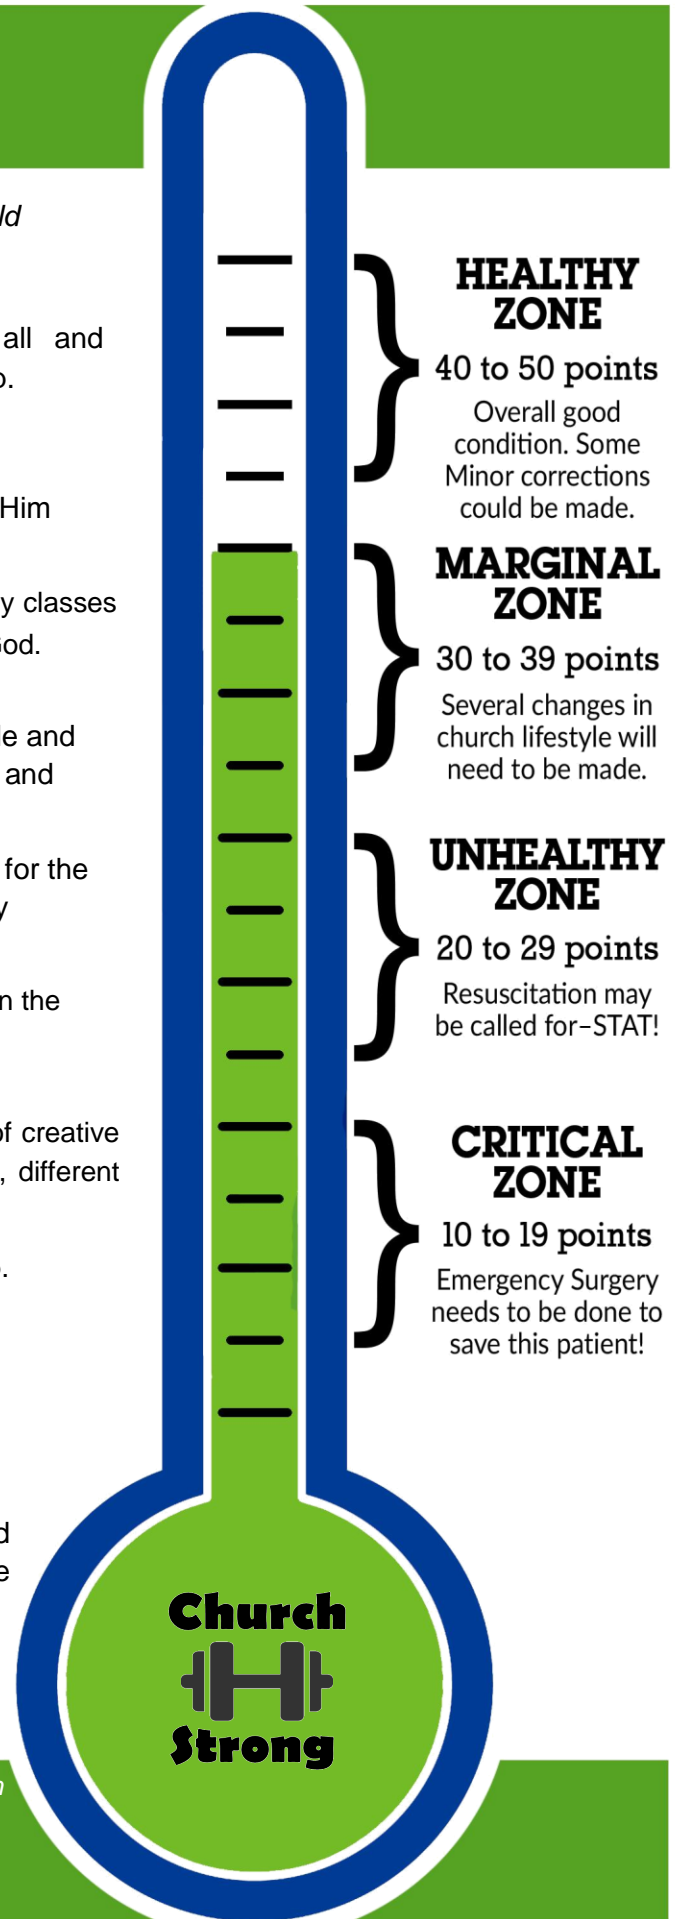 ld
all and
o.
Him
y classes
od.
le and
and
for the
y
n the
of creative
, different
.
d
e
n
HEALTHY
ZONE
40 to 50 points
Overall good
condition. Some
Minor corrections
could be made.
MARGINAL
ZONE
30 to 39 points
Several changes in
church lifestyle will
need to be made.
UNHEALTHY
ZONE
20 to 29 points
Resuscitation may
be called for–STAT!
CRITICAL
ZONE
10 to 19 points
Emergency Surgery
needs to be done to
save this patient!
Church
Strong